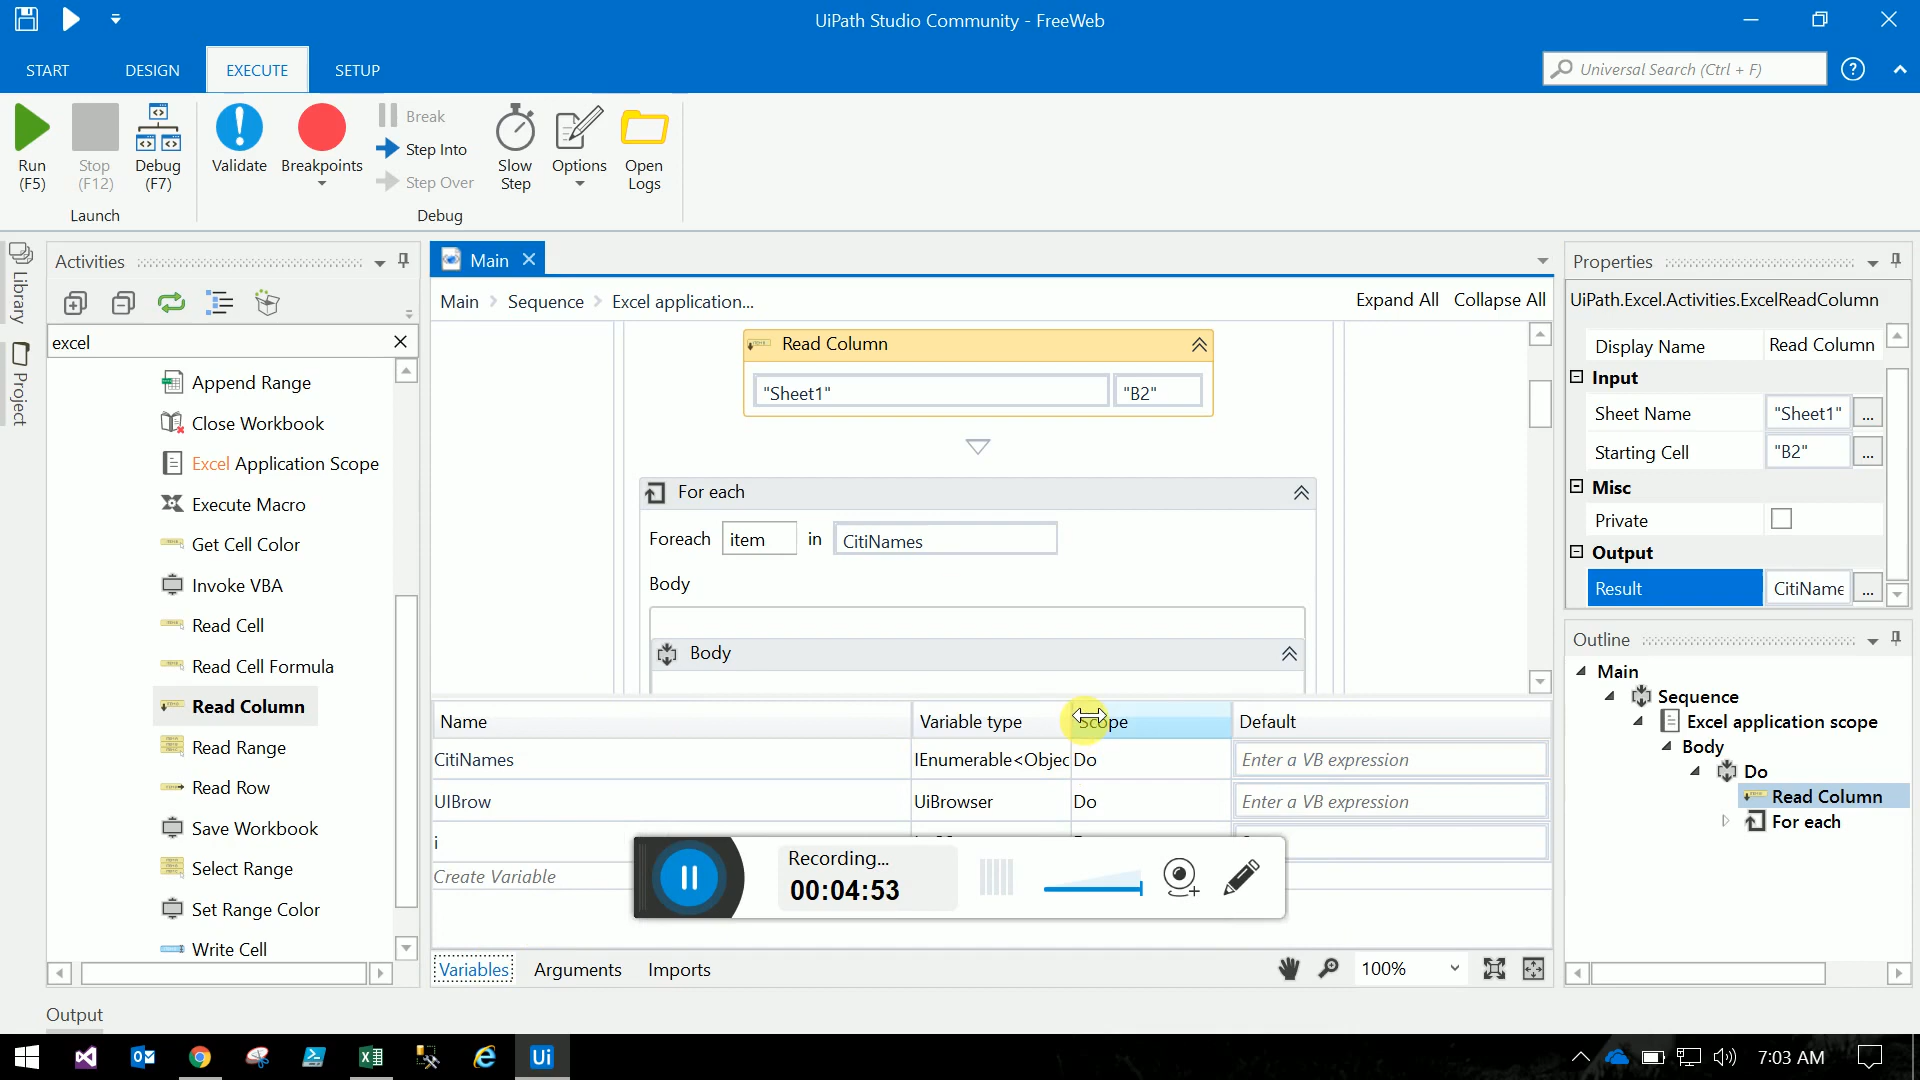 UiPath Studio Community - FreeWeb
START DESIGN EXECUTE SETUP
Universal Search (Ctrl + F)
Run (F5)
Stop (F12)
Debug (F7)
Launch
Validate
Breakpoints
Break
Step Into
Step Over
Slow Step
Options
Open Logs
Debug
Library
Project
Activities
excel
Append Range
Close Workbook
Excel Application Scope
Execute Macro
Get Cell Color
Invoke VBA
Read Cell
Read Cell Formula
Read Column
Read Range
Read Row
Save Workbook
Select Range
Set Range Color
Write Cell
Main
Main Sequence Excel application...
Expand All Collapse All
Read Column
"Sheet1" "B2"
For each
Foreach item in CitiNames
Body
Body
Name Variable type Scope Default
CitiNames IEnumerable<Objec Do Enter a VB expression
UIBrow UiBrowser Do Enter a VB expression
i
Create Variable
Recording...
00:04:53
Variables Arguments Imports
100%
Properties
UiPath.Excel.Activities.ExcelReadColumn
Display Name Read Column
Input
Sheet Name "Sheet1" ...
Starting Cell "B2" ...
Misc
Private
Output
Result CitiName ...
Outline
Main
Sequence
Excel application scope
Body
Do
Read Column
For each
Output
Ui
7:03 AM